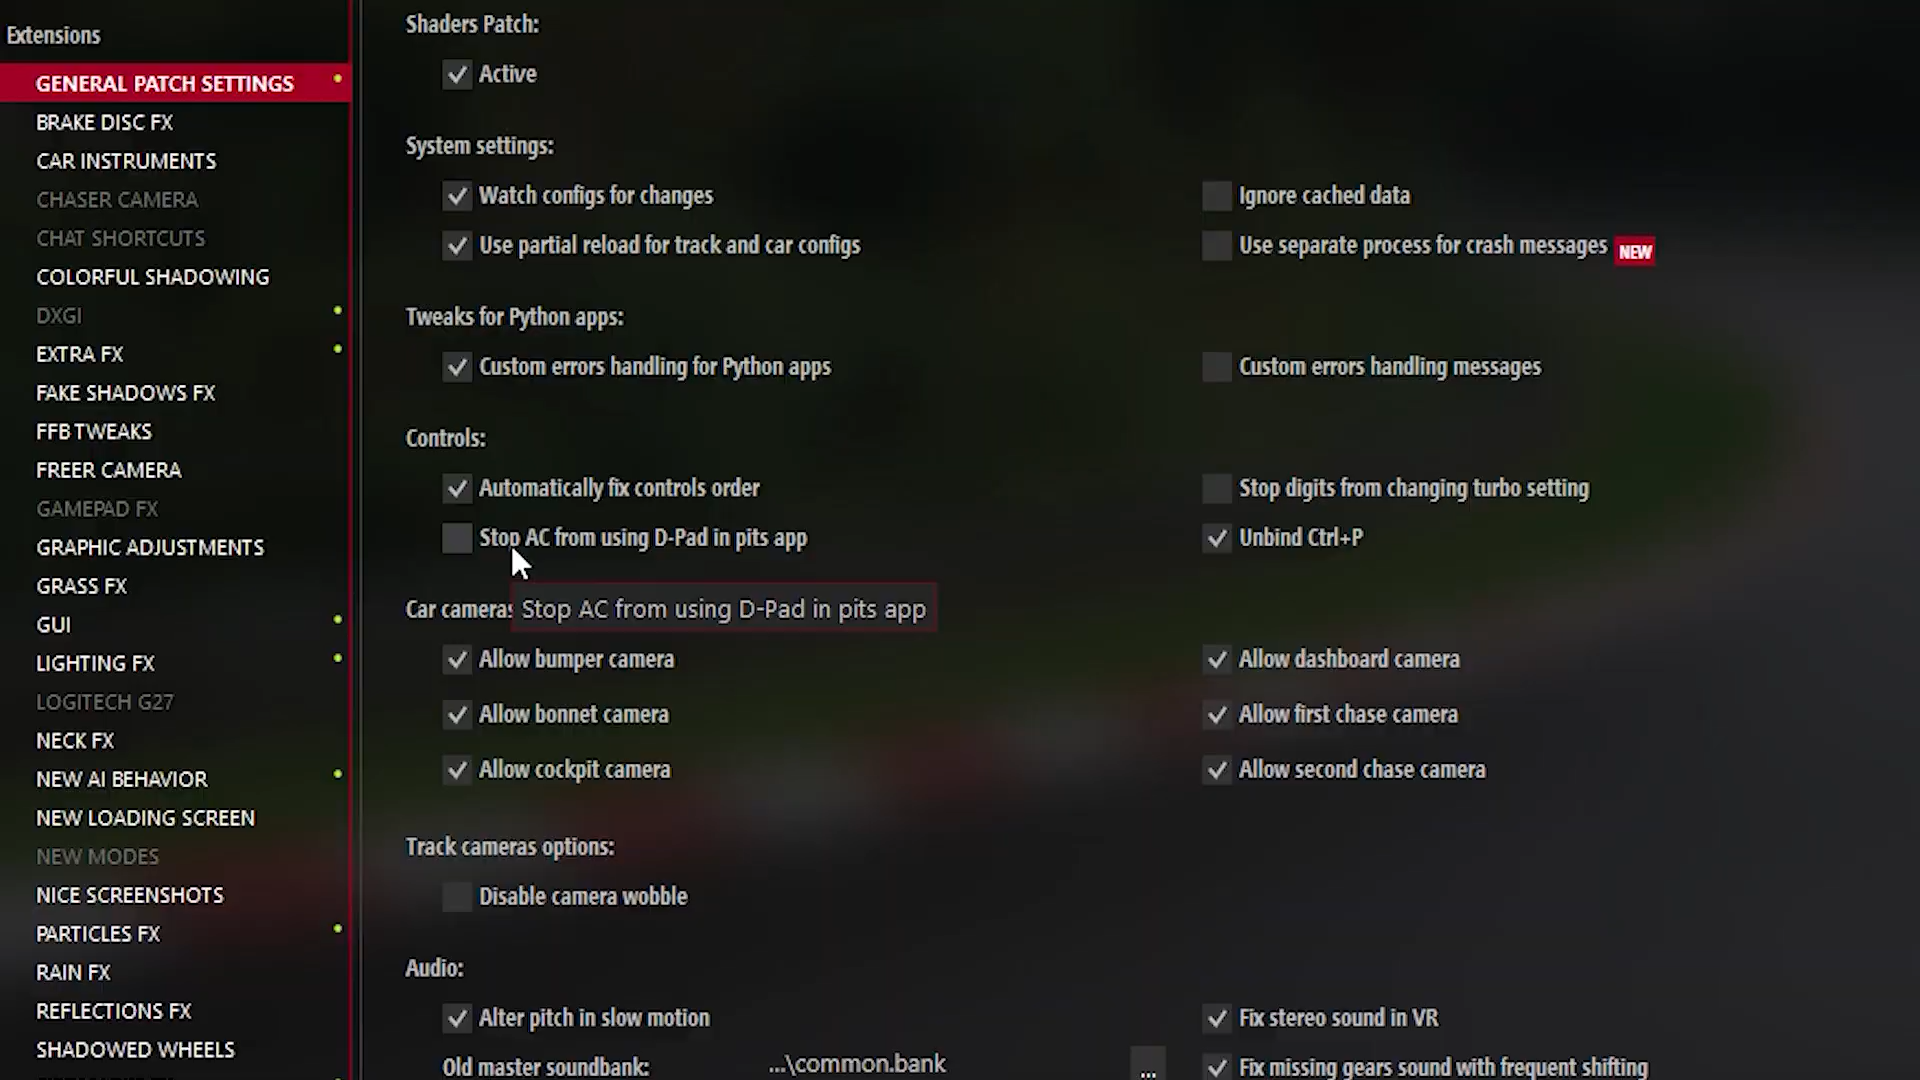 Extensions
GENERAL PATCH SETTINGS
BRAKE DISC FX
CAR INSTRUMENTS
CHASER CAMERA
CHAT SHORTCUTS
COLORFUL SHADOWING
DXGI
EXTRA FX
FAKE SHADOWS FX
FFB TWEAKS
FREER CAMERA
GAMEPAD FX
GRAPHIC ADJUSTMENTS
GRASS FX
GUI
LIGHTING FX
LOGITECH G27
NECK FX
NEW AI BEHAVIOR
NEW LOADING SCREEN
NEW MODES
NICE SCREENSHOTS
PARTICLES FX
RAIN FX
REFLECTIONS FX
SHADOWED WHEELS
Shaders Patch:
Active
System settings:
Watch configs for changes
Ignore cached data
Use partial reload for track and car configs
Use separate process for crash messages NEW
Tweaks for Python apps:
Custom errors handling for Python apps
Custom errors handling messages
Controls:
Automatically fix controls order
Stop digits from changing turbo setting
Stop AC from using D-Pad in pits app
Unbind Ctrl+P
Car cameras
Stop AC from using D-Pad in pits app
Allow bumper camera
Allow dashboard camera
Allow bonnet camera
Allow first chase camera
Allow cockpit camera
Allow second chase camera
Track cameras options:
Disable camera wobble
Audio:
Alter pitch in slow motion
Fix stereo sound in VR
Old master soundbank:
...\common.bank
...
Fix missing gears sound with frequent shifting